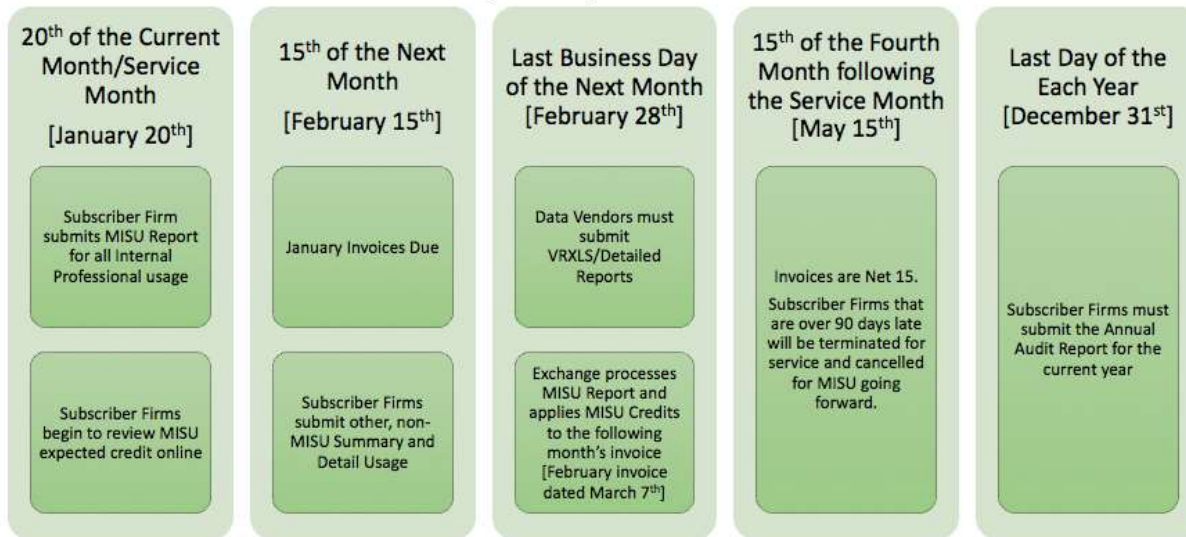 20th of the Current
Month/Service
Month
[January 20th]
Subscriber Firm
submits MISU Report
for all Internal
Professional usage
Subscriber Firms
begin to review MISU
expected credit online
15th of the Next
Month
[February 15th]
January Invoices Due
Subscriber Firms
submit other, non-
MISU Summary and
Detail Usage
Last Business Day
of the Next Month
[February 28th]
Data Vendors must
submit
VRXLS/Detailed
Reports
Exchange processes
MISU Report and
applies MISU Credits
to the following
month's invoice
[February invoice
dated March 7th]
15th of the Fourth
Month following
the Service Month
[May 15th]
Invoices are Net 15.
Subscriber Firms that
are over 90 days late
will be terminated for
service and cancelled
for MISU going
forward.
Last Day of the
Each Year
[December 31st]
Subscriber Firms must
submit the Annual
Audit Report for the
current year